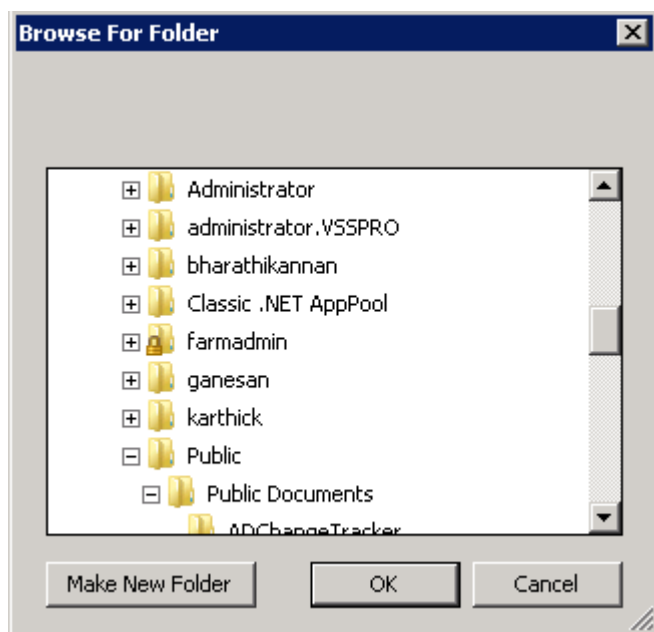 Browse For Folder
Administrator
administrator.VSSPRO
bharathikannan
Classic .NET AppPool
farmadmin
ganesan
karthick
Public
Public Documents
ADChangeTracker
Make New Folder
OK
Cancel